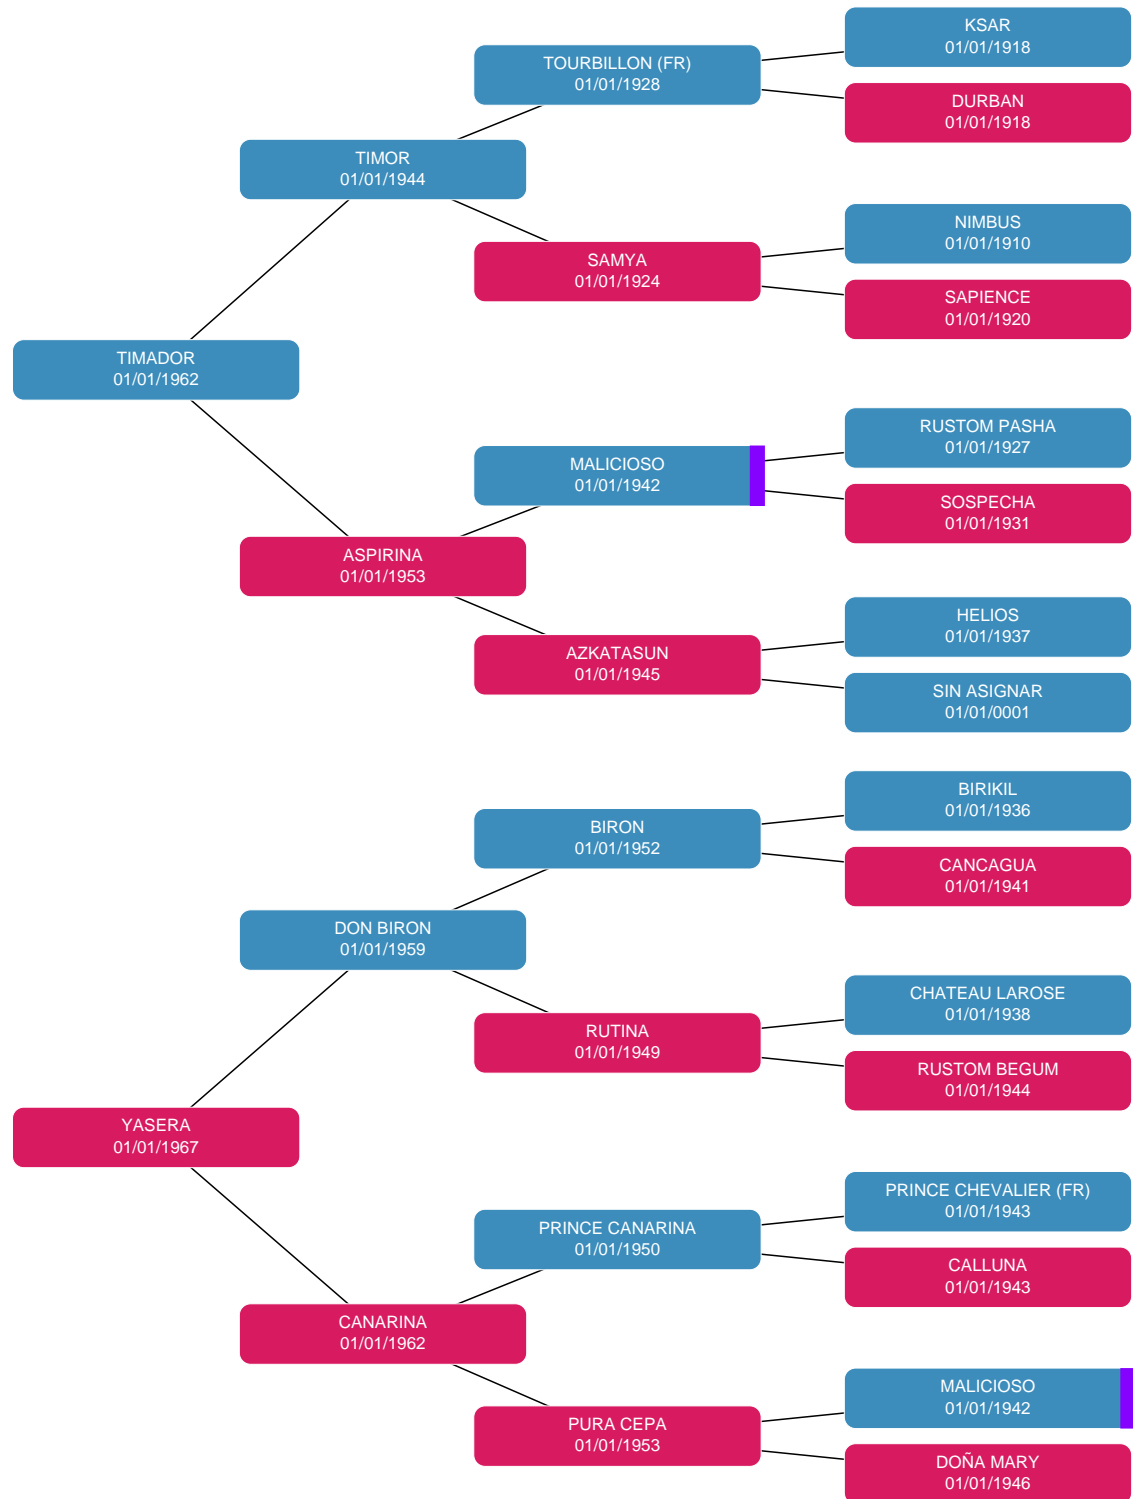 KSAR
01/01/1918
TOURBILLON (FR)
01/01/1928
DURBAN
01/01/1918
TIMOR
01/01/1944
NIMBUS
01/01/1910
SAMYA
01/01/1924
SAPIENCE
01/01/1920
TIMADOR
01/01/1962
RUSTOM PASHA
01/01/1927
MALICIOSO
01/01/1942
SOSPECHA
01/01/1931
ASPIRINA
01/01/1953
HELIOS
01/01/1937
AZKATASUN
01/01/1945
SIN ASIGNAR
01/01/0001
BIRIKIL
01/01/1936
BIRON
01/01/1952
CANCAGUA
01/01/1941
DON BIRON
01/01/1959
CHATEAU LAROSE
01/01/1938
RUTINA
01/01/1949
RUSTOM BEGUM
01/01/1944
YASERA
01/01/1967
PRINCE CHEVALIER (FR)
01/01/1943
PRINCE CANARINA
01/01/1950
CALLUNA
01/01/1943
CANARINA
01/01/1962
MALICIOSO
01/01/1942
PURA CEPA
01/01/1953
DOÑA MARY
01/01/1946